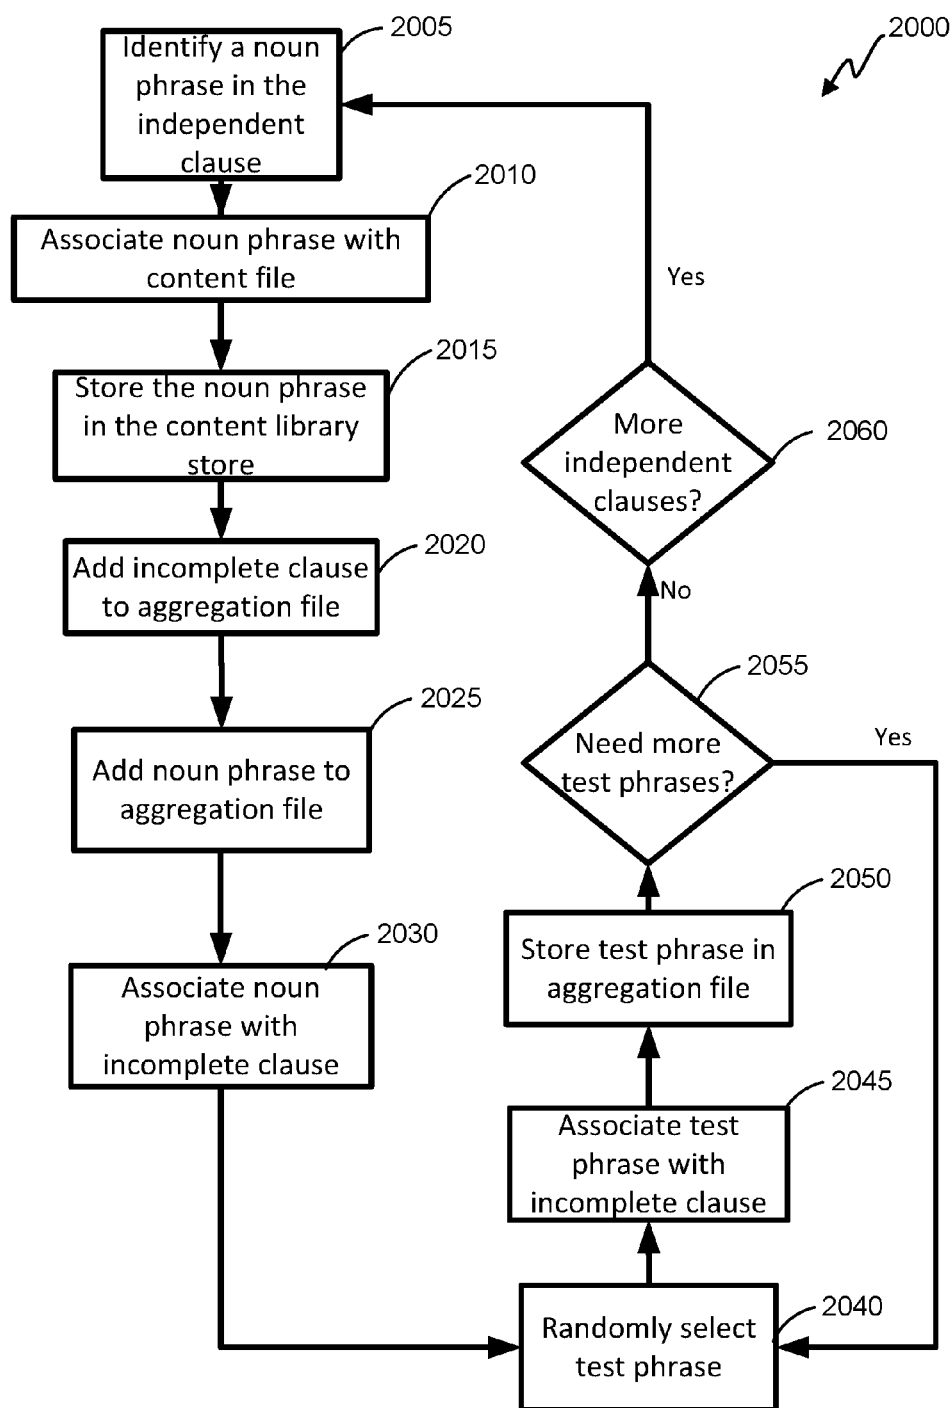 2000
2005
Identify a noun
phrase in the
independent
clause
2010
Associate noun phrase with
content file
2015
Store the noun phrase
in the content library
store
2020
Add incomplete clause
to aggregation file
2025
Add noun phrase to
aggregation file
2030
Associate noun
phrase with
incomplete clause
2040
Randomly select
test phrase
2045
Associate test
phrase with
incomplete clause
2050
Store test phrase in
aggregation file
2055
Need more
test phrases?
Yes
No
2060
More
independent
clauses?
Yes